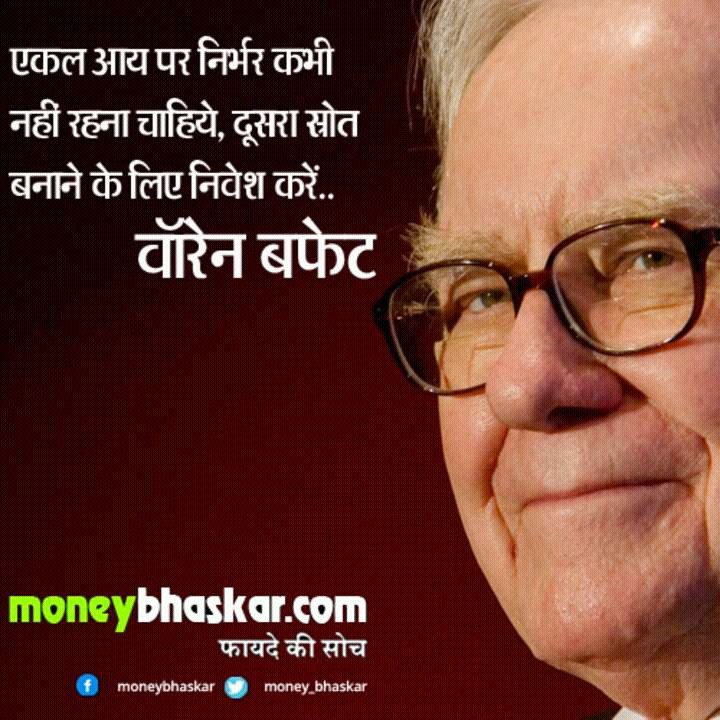 एकल आय पर निर्भर कभी
नहीं रहना चाहिये, दूसरा स्रोत
बनाने के लिए निवेश करें..
वॉरेन बफेट
moneybhaskar.com
फायदे की सोच
f moneybhaskar money_bhaskar